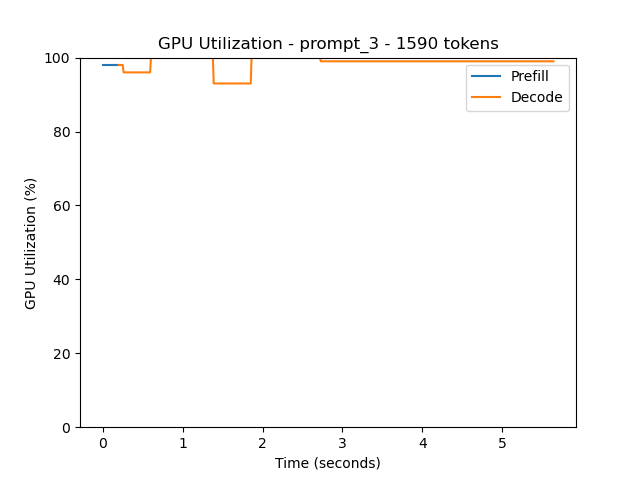 GPU Utilization - prompt_3 - 1590 tokens
100
80
60
40
20
0
GPU Utilization (%)
Prefill
Decode
0 1 2 3 4 5
Time (seconds)